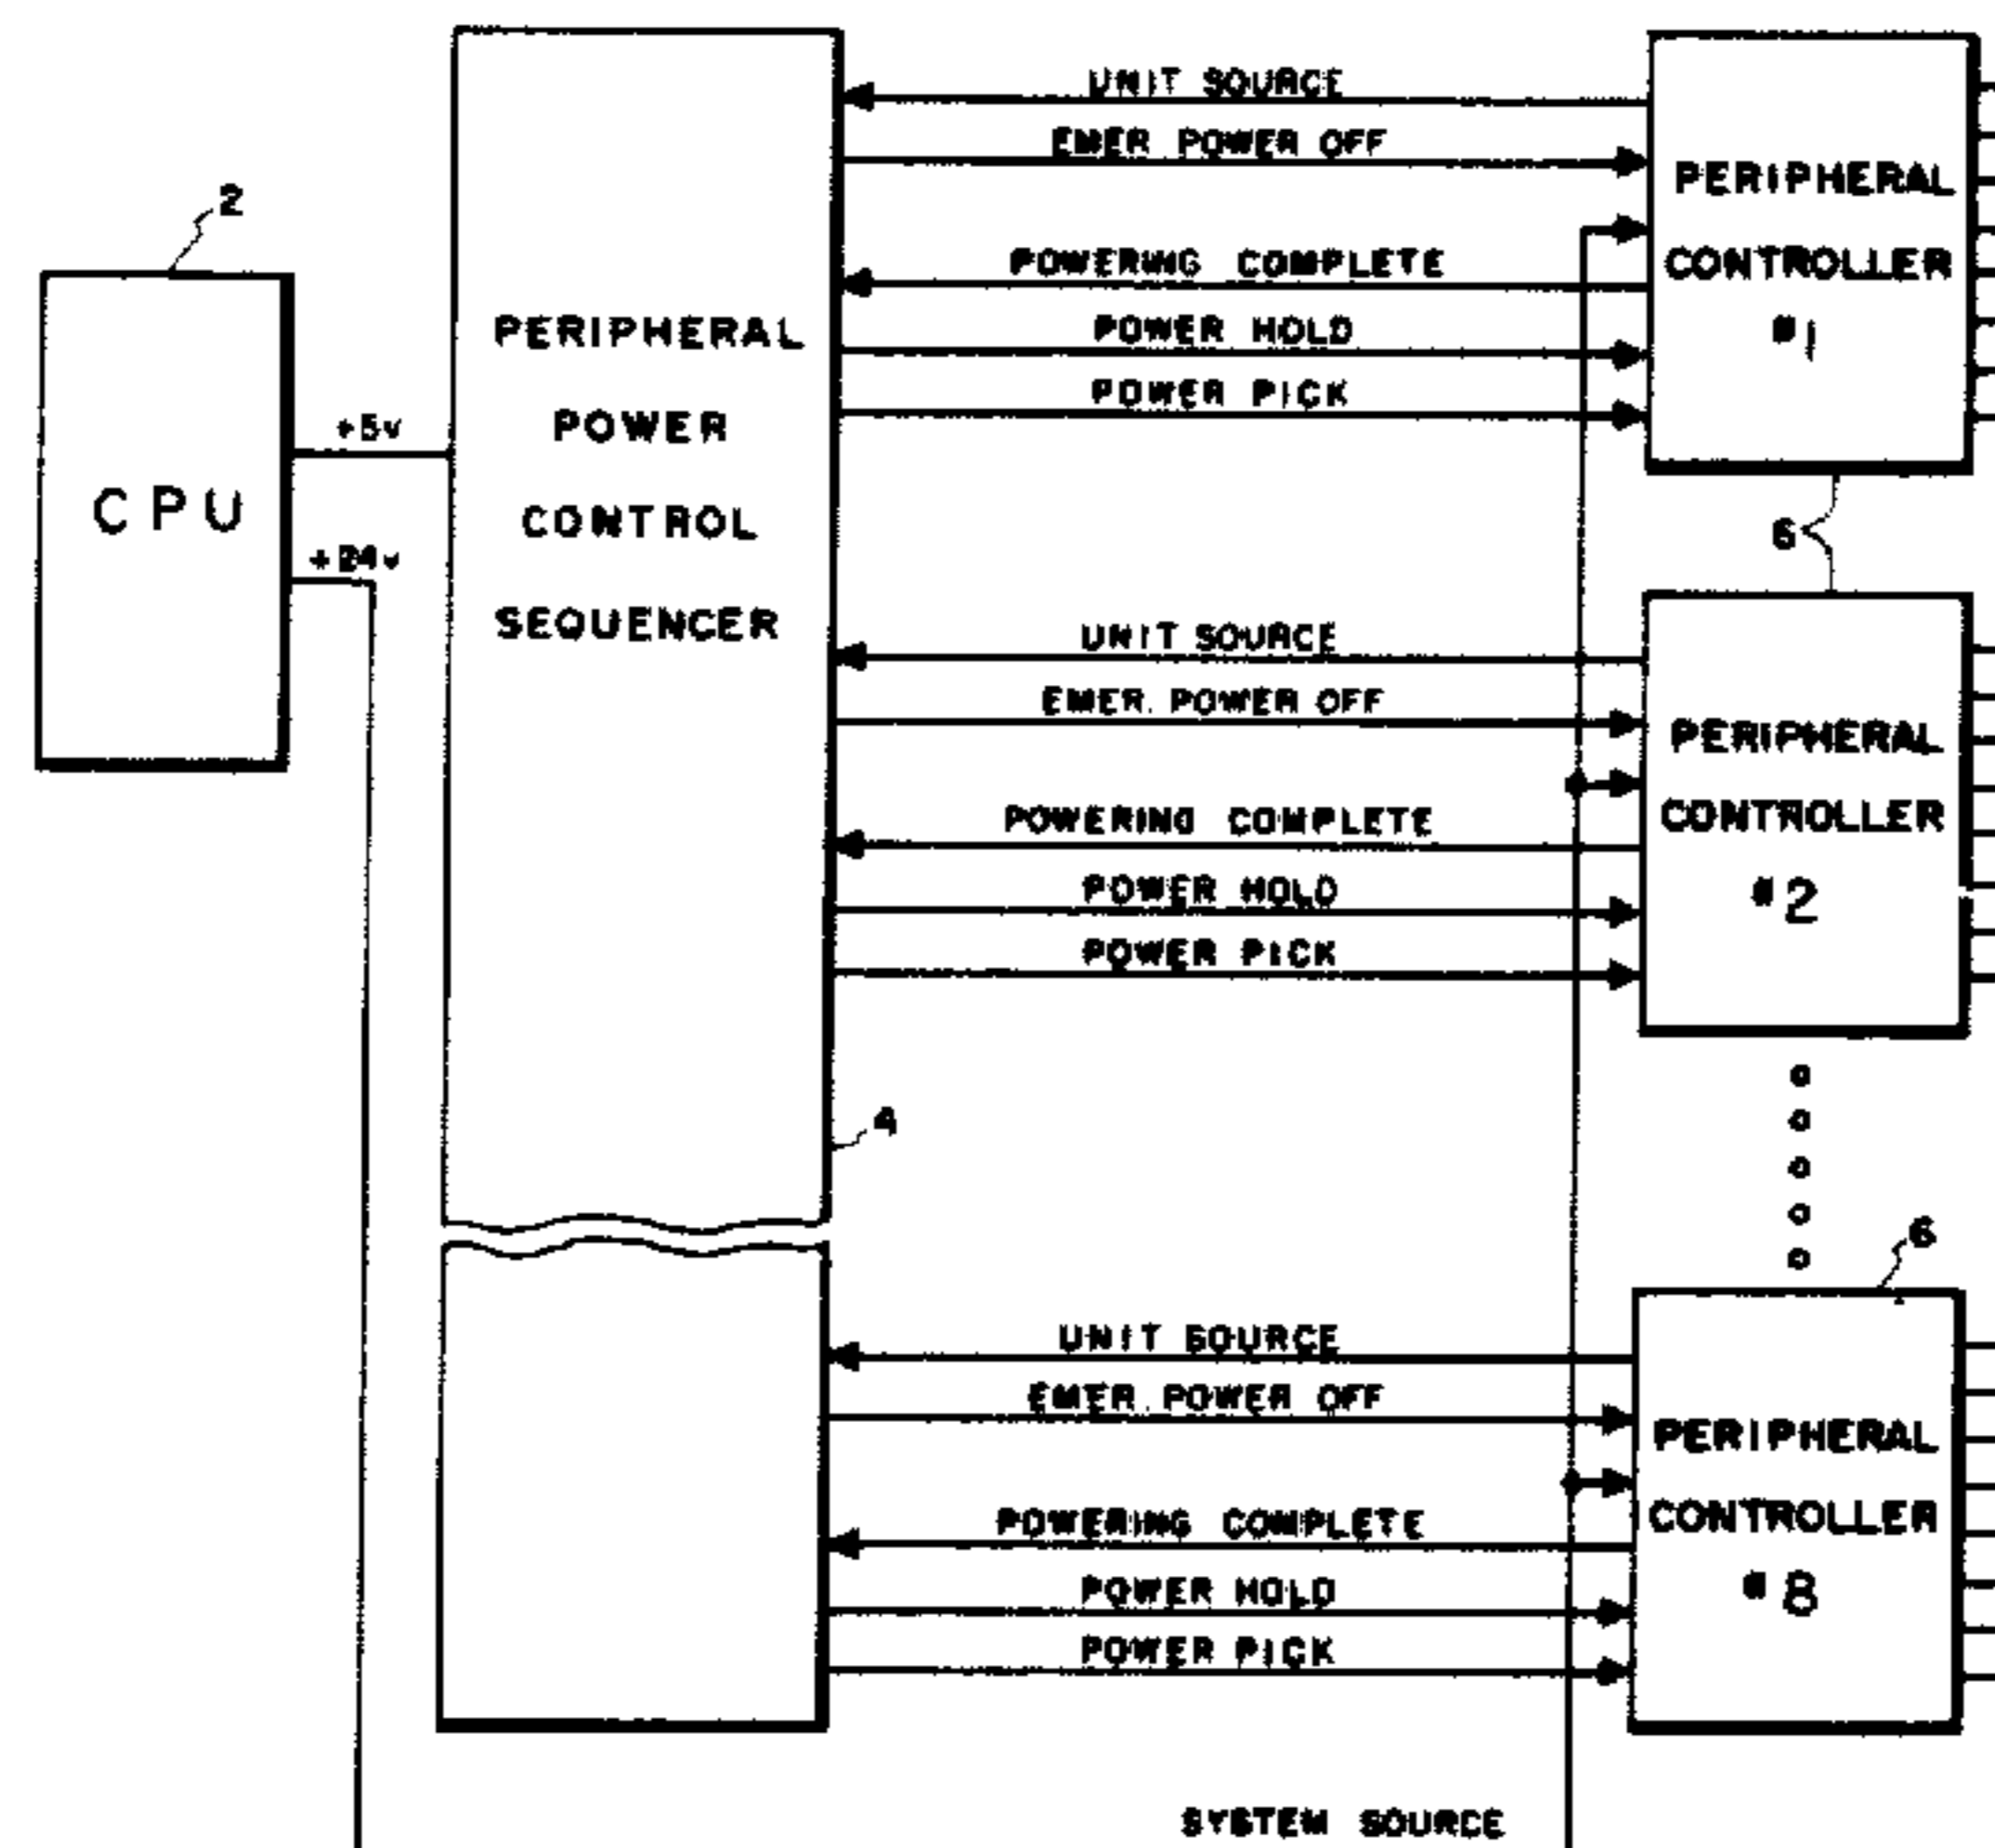 2
CPU
+5v
+24v
PERIPHERAL
POWER
CONTROL
SEQUENCER
4
UNIT SOURCE
EMER POWER OFF
POWERING COMPLETE
POWER HOLD
POWER PICK
PERIPHERAL
CONTROLLER
#1
6
UNIT SOURCE
EMER. POWER OFF
POWERING COMPLETE
POWER HOLD
POWER PICK
PERIPHERAL
CONTROLLER
#2
6
UNIT SOURCE
EMER. POWER OFF
POWERING COMPLETE
POWER HOLD
POWER PICK
PERIPHERAL
CONTROLLER
#8
SYSTEM SOURCE